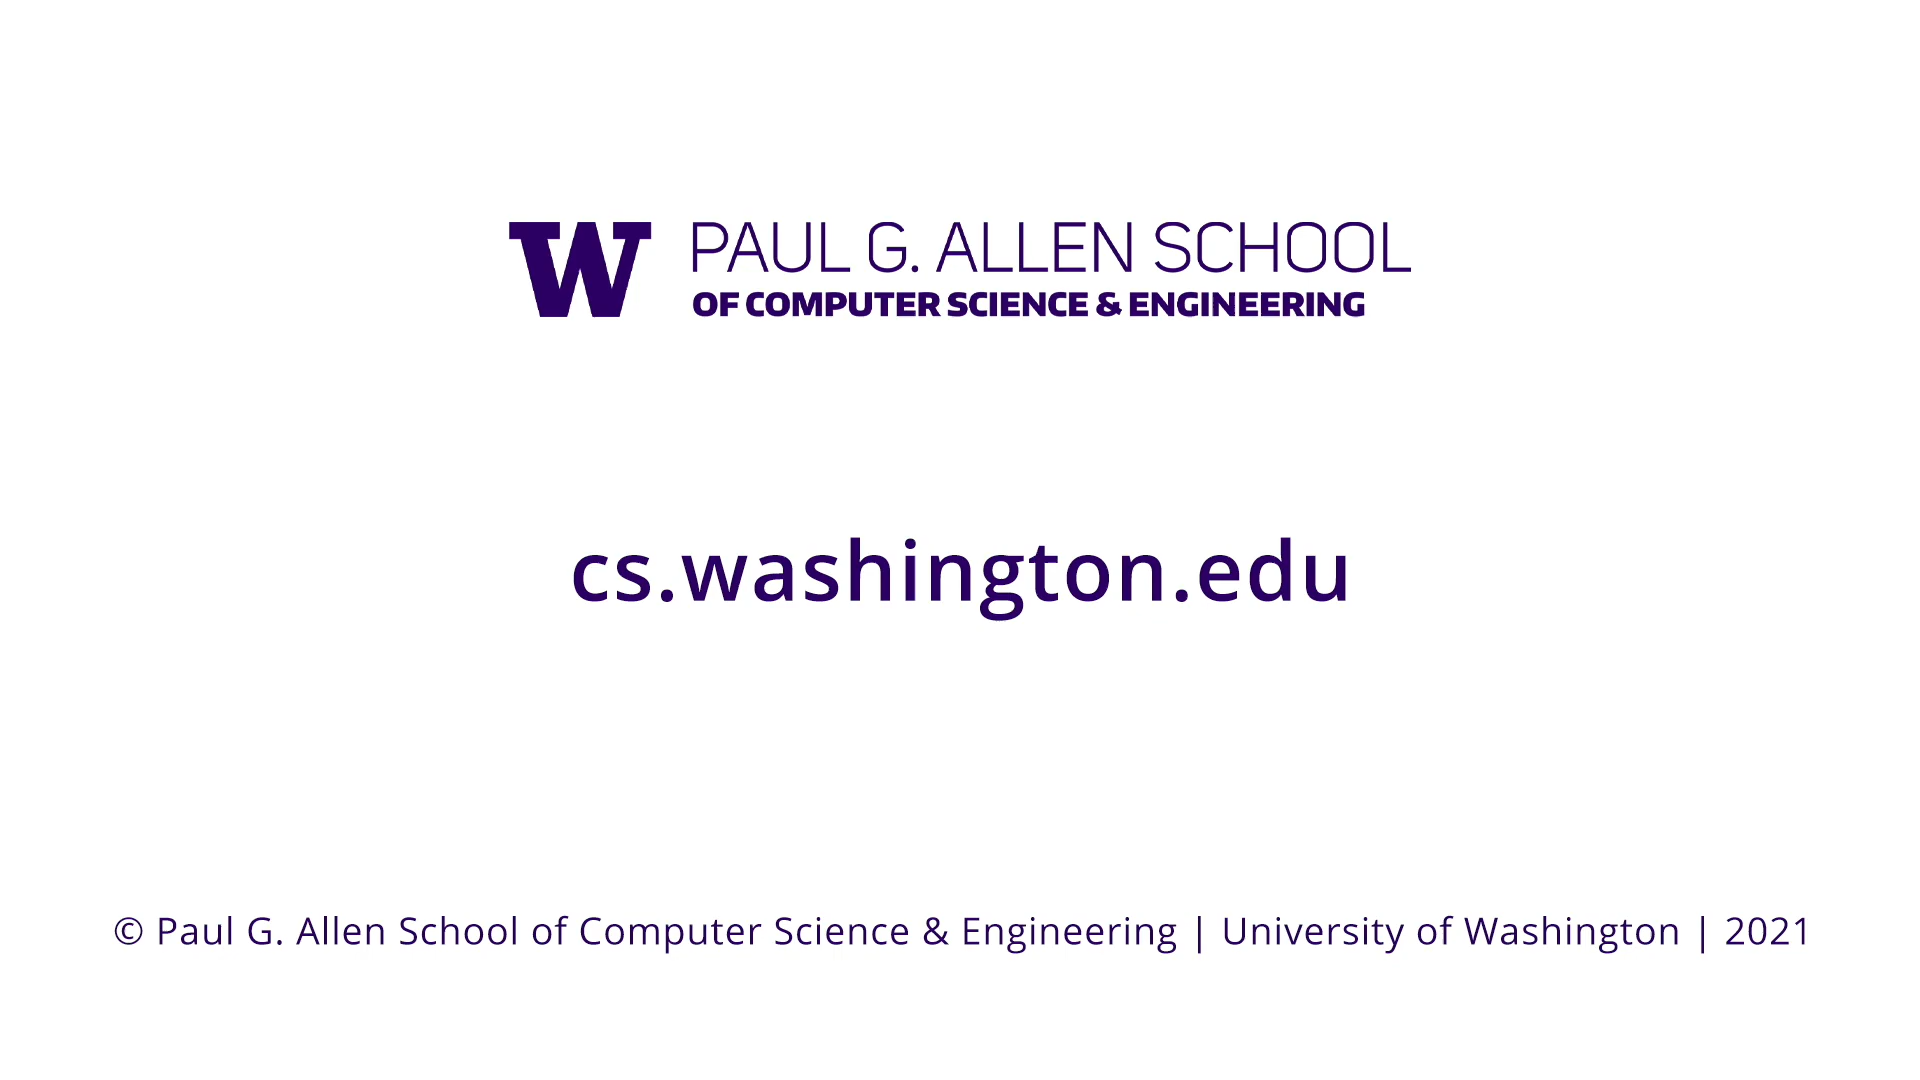 W PAUL G. ALLEN SCHOOL
OF COMPUTER SCIENCE & ENGINEERING
cs.washington.edu
© Paul G. Allen School of Computer Science & Engineering | University of Washington | 2021